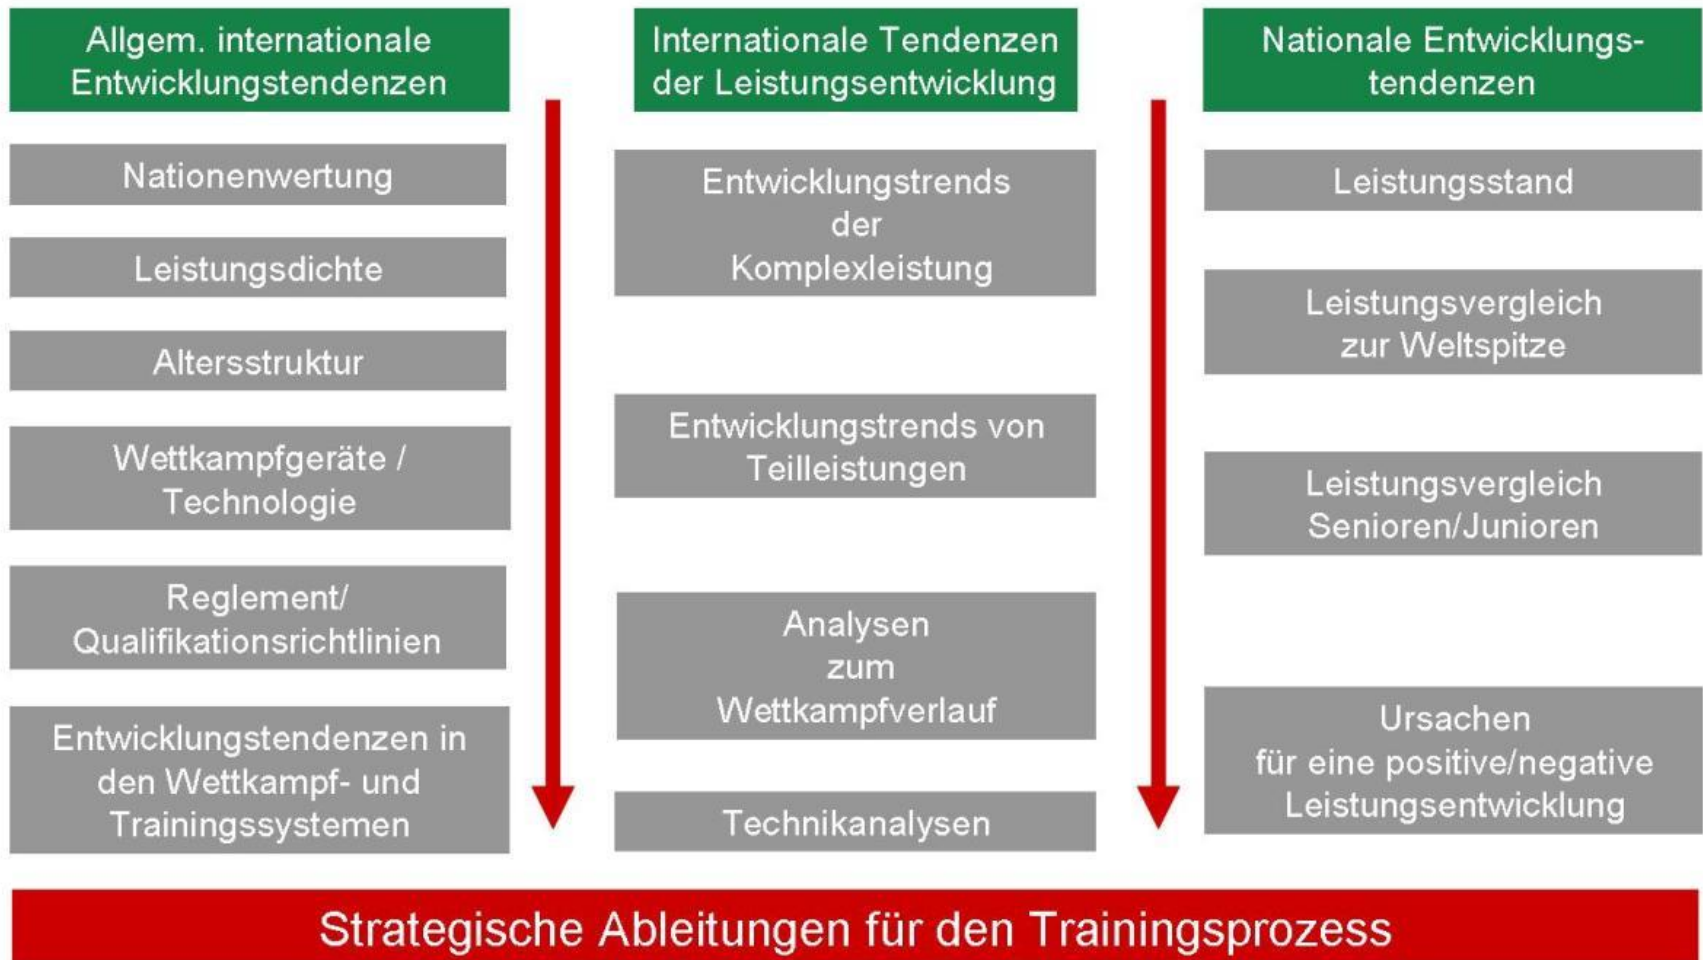 Allgem. internationale
Entwicklungstendenzen
Nationenwertung
Leistungsdichte
Altersstruktur
Wettkampfgeräte /
Technologie
Reglement/
Qualifikationsrichtlinien
Entwicklungstendenzen in
den Wettkampf- und
Trainingssystemen
Internationale Tendenzen
der Leistungsentwicklung
Entwicklungstrends
der
Komplexleistung
Entwicklungstrends von
Teilleistungen
Analysen
zum
Wettkampfverlauf
Technikanalysen
Nationale Entwicklungs-
tendenzen
Leistungsstand
Leistungsvergleich
zur Weltspitze
Leistungsvergleich
Senioren/Junioren
Ursachen
für eine positive/negative
Leistungsentwicklung
Strategische Ableitungen für den Trainingsprozess